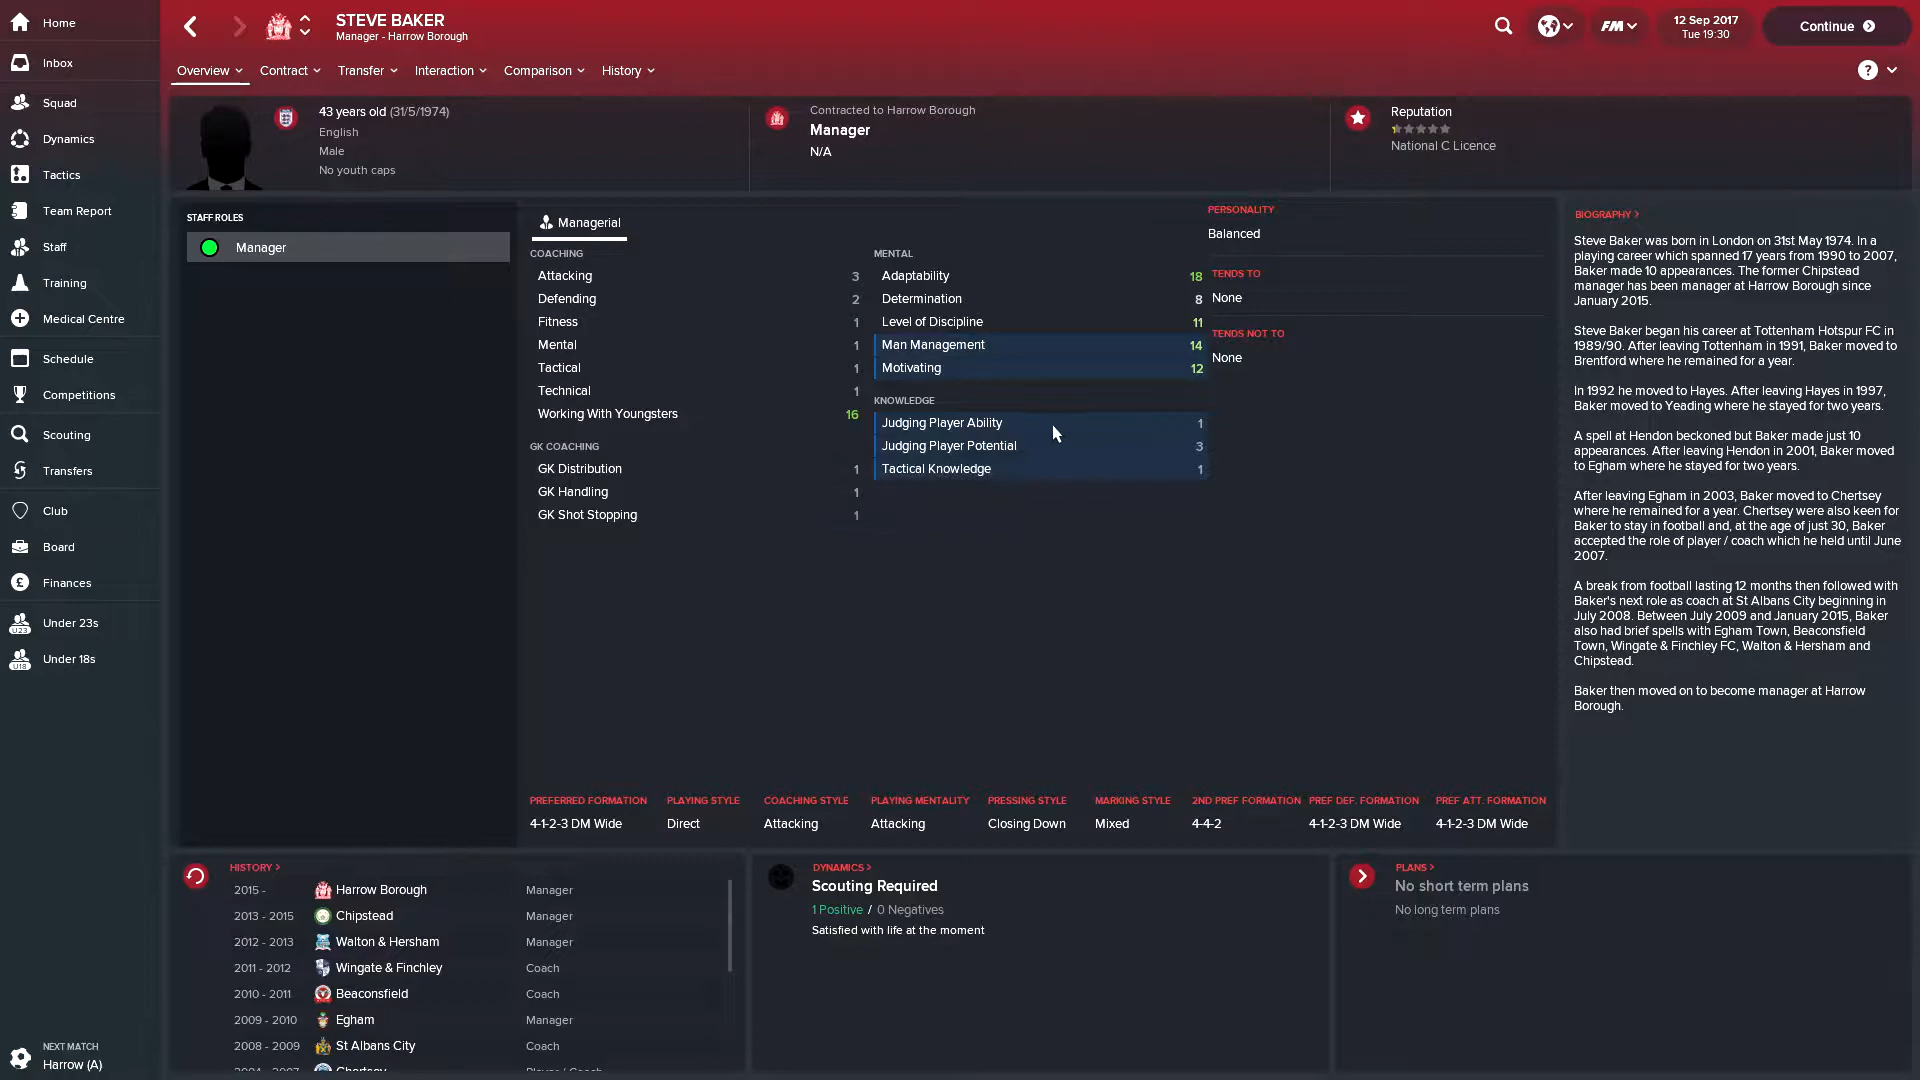 Home
Inbox
Squad
Dynamics
Tactics
Team Report
Staff
Training
Medical Centre
Schedule
Competitions
Scouting
Transfers
Club
Board
Finances
U23
Under 23s
U18
Under 18s
NEXT MATCH
Harrow (A)
STEVE BAKER
Manager - Harrow Borough
FM
12 Sep 2017
Tue 19:30
Continue
Overview
Contract
Transfer
Interaction
Comparison
History
?
43 years old (31/5/1974)
English
Male
No youth caps
Contracted to Harrow Borough
Manager
N/A
Reputation
National C Licence
STAFF ROLES
Manager
Managerial
COACHING
Attacking 3
Defending 2
Fitness 1
Mental 1
Tactical 1
Technical 1
Working With Youngsters 16
GK COACHING
GK Distribution 1
GK Handling 1
GK Shot Stopping 1
MENTAL
Adaptability 18
Determination 8
Level of Discipline 11
Man Management 14
Motivating 12
KNOWLEDGE
Judging Player Ability 1
Judging Player Potential 3
Tactical Knowledge 1
PERSONALITY
Balanced
TENDS TO
None
TENDS NOT TO
None
BIOGRAPHY >
Steve Baker was born in London on 31st May 1974. In a
playing career which spanned 17 years from 1990 to 2007,
Baker made 10 appearances. The former Chipstead
manager has been manager at Harrow Borough since
January 2015.
Steve Baker began his career at Tottenham Hotspur FC in
1989/90. After leaving Tottenham in 1991, Baker moved to
Brentford where he remained for a year.
In 1992 he moved to Hayes. After leaving Hayes in 1997,
Baker moved to Yeading where he stayed for two years.
A spell at Hendon beckoned but Baker made just 10
appearances. After leaving Hendon in 2001, Baker moved
to Egham where he stayed for two years.
After leaving Egham in 2003, Baker moved to Chertsey
where he remained for a year. Chertsey were also keen for
Baker to stay in football and, at the age of just 30, Baker
accepted the role of player / coach which he held until June
2007.
A break from football lasting 12 months then followed with
Baker's next role as coach at St Albans City beginning in
July 2008. Between July 2009 and January 2015, Baker
also had brief spells with Egham Town, Beaconsfield
Town, Wingate & Finchley FC, Walton & Hersham and
Chipstead.
Baker then moved on to become manager at Harrow
Borough.
PREFERRED FORMATION
4-1-2-3 DM Wide
PLAYING STYLE
Direct
COACHING STYLE
Attacking
PLAYING MENTALITY
Attacking
PRESSING STYLE
Closing Down
MARKING STYLE
Mixed
2ND PREF FORMATION
4-4-2
PREF DEF. FORMATION
4-1-2-3 DM Wide
PREF ATT. FORMATION
4-1-2-3 DM Wide
HISTORY >
2015 - Harrow Borough Manager
2013 - 2015 Chipstead Manager
2012 - 2013 Walton & Hersham Manager
2011 - 2012 Wingate & Finchley Coach
2010 - 2011 Beaconsfield Coach
2009 - 2010 Egham Manager
2008 - 2009 St Albans City Coach
2004 - 2007 Chertsey Player / Coach
DYNAMICS >
Scouting Required
1 Positive / 0 Negatives
Satisfied with life at the moment
PLANS >
No short term plans
No long term plans